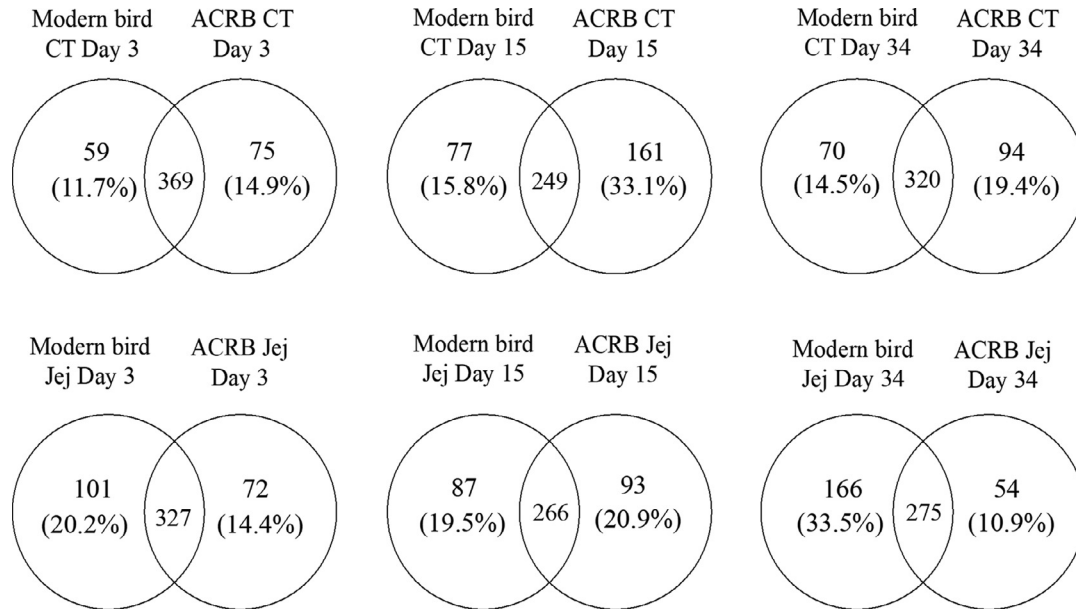 Modern bird
CT Day 3
ACRB CT
Day 3
59
(11.7%)
369
75
(14.9%)
Modern bird
CT Day 15
ACRB CT
Day 15
77
(15.8%)
249
161
(33.1%)
Modern bird
CT Day 34
ACRB CT
Day 34
70
(14.5%)
320
94
(19.4%)
Modern bird
Jej Day 3
ACRB Jej
Day 3
101
(20.2%)
327
72
(14.4%)
Modern bird
Jej Day 15
ACRB Jej
Day 15
87
(19.5%)
266
93
(20.9%)
Modern bird
Jej Day 34
ACRB Jej
Day 34
166
(33.5%)
275
54
(10.9%)